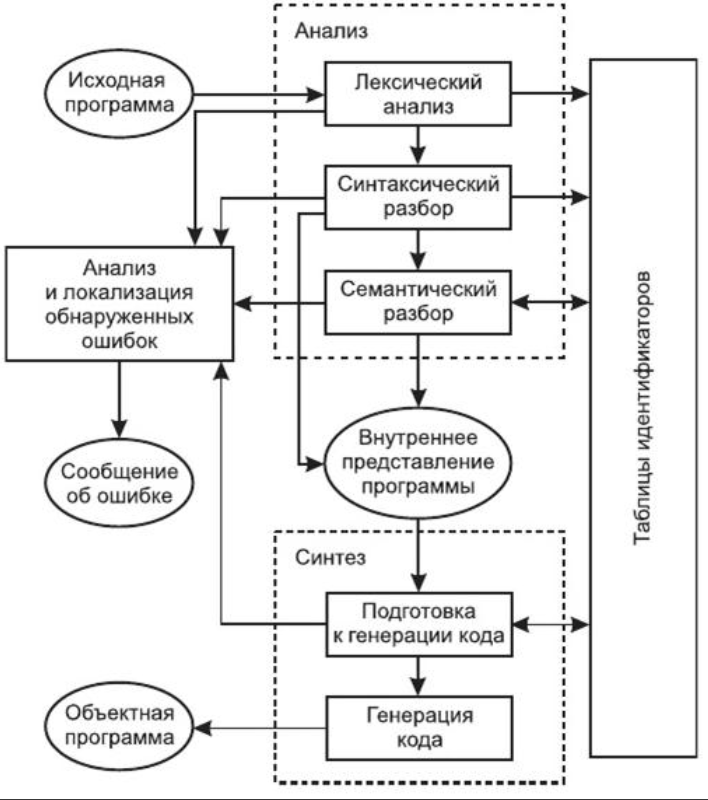 Анализ
Исходная
программа
Лексический
анализ
Синтаксический
разбор
Анализ
и локализация
обнаруженных
ошибок
Семантический
разбор
Таблицы идентификаторов
Внутреннее
представление
программы
Сообщение
об ошибке
Синтез
Подготовка
к генерации кода
Объектная
программа
Генерация
кода